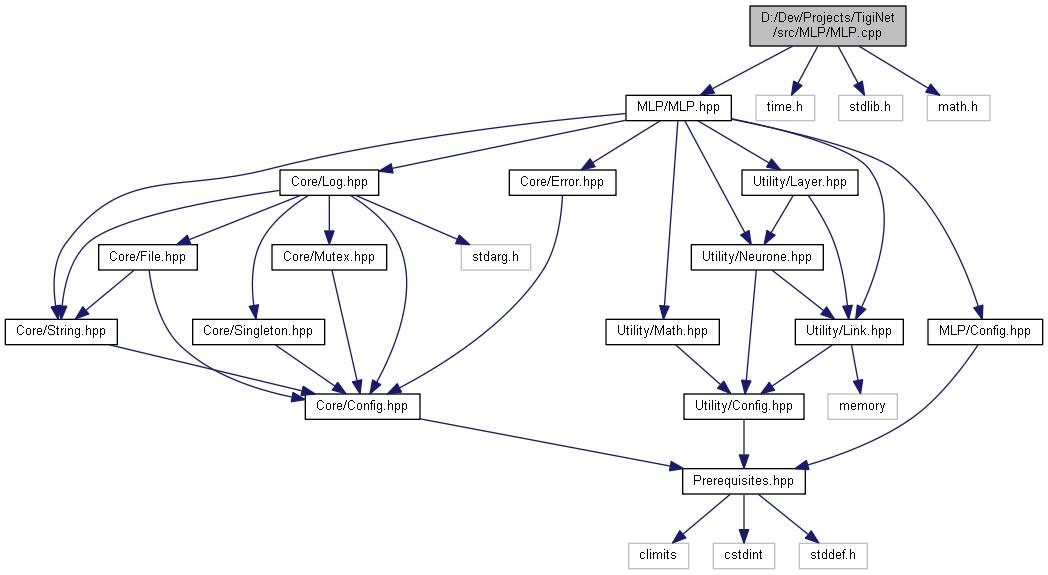 D:/Dev/Projects/TigiNet
/src/MLP/MLP.cpp
MLP/MLP.hpp
time.h
stdlib.h
math.h
Core/Log.hpp
Core/Error.hpp
Utility/Layer.hpp
Core/File.hpp
Core/Mutex.hpp
stdarg.h
Utility/Neurone.hpp
Core/String.hpp
Core/Singleton.hpp
Utility/Math.hpp
Utility/Link.hpp
MLP/Config.hpp
Core/Config.hpp
Utility/Config.hpp
memory
Prerequisites.hpp
climits
cstdint
stddef.h